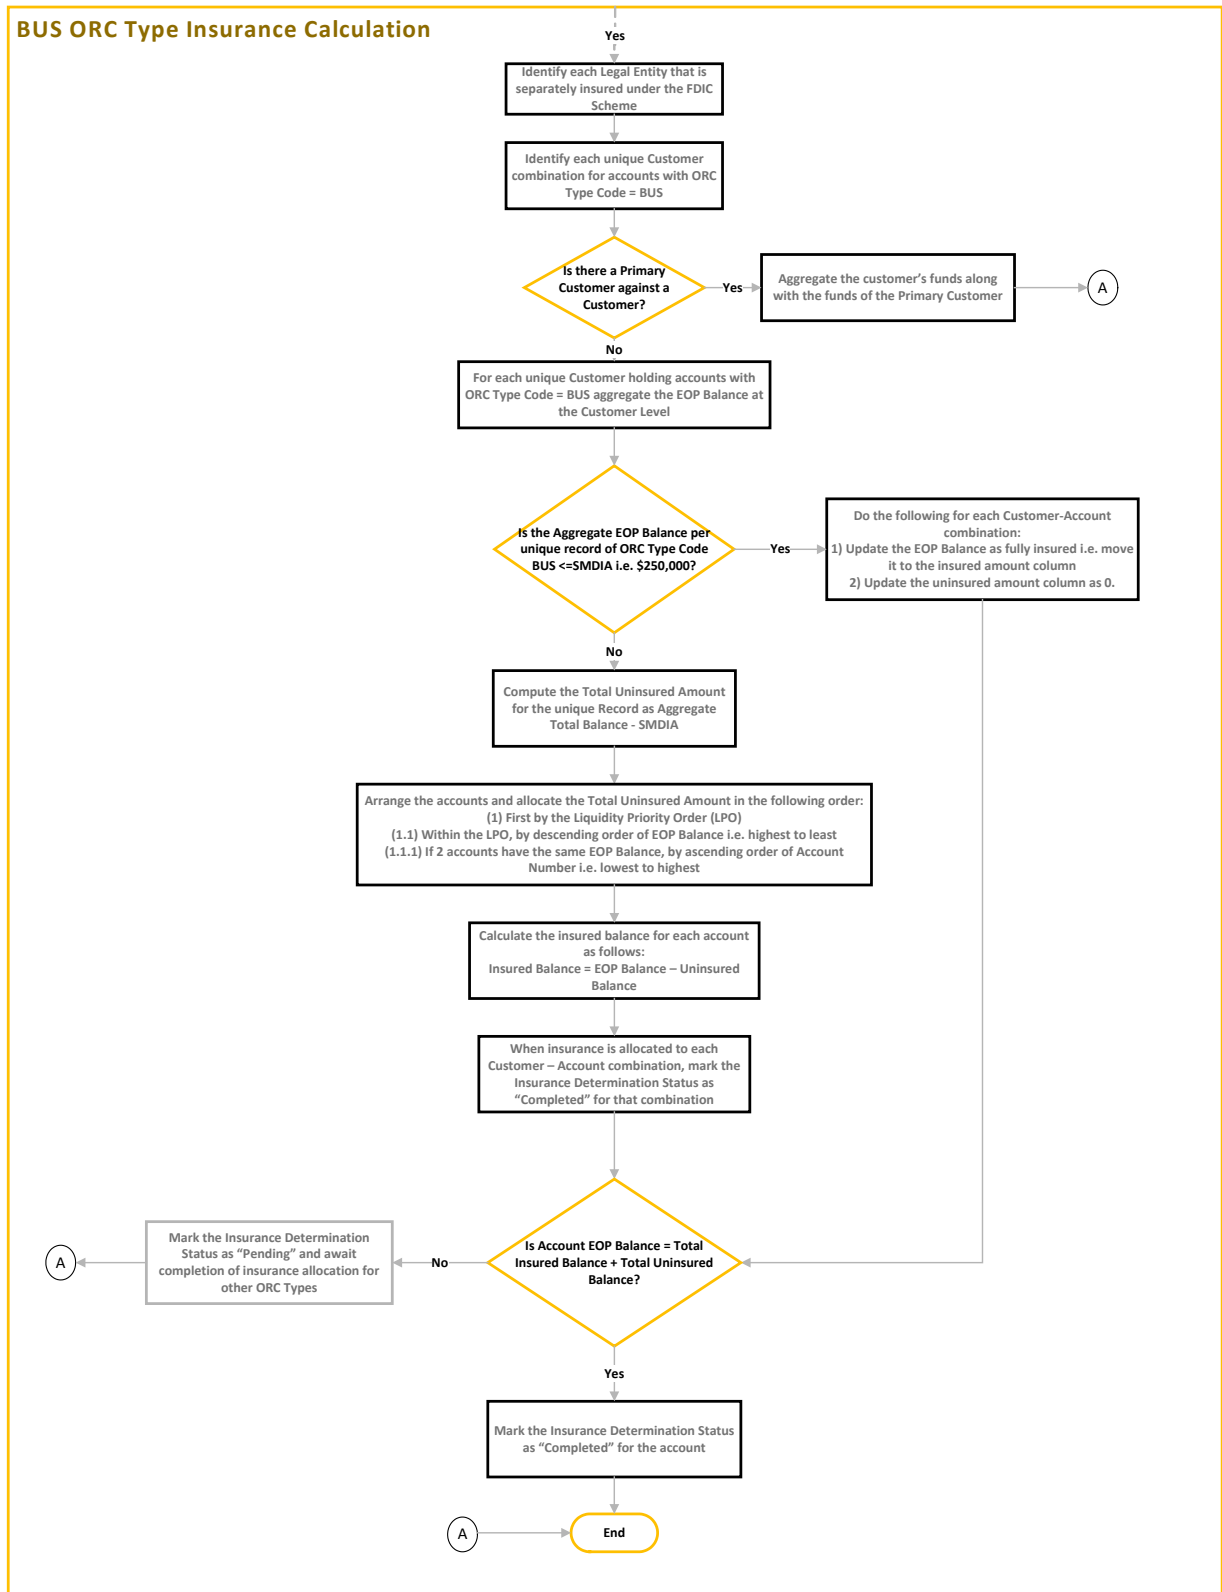 BUS ORC Type Insurance Calculation
Yes
Identify each Legal Entity that is
separately insured under the FDIC
Scheme
Identify each unique Customer
combination for accounts with ORC
Type Code = BUS
Is there a Primary
Customer against a
Customer?
Yes
Aggregate the customer's funds along
with the funds of the Primary Customer
A
No
For each unique Customer holding accounts with
ORC Type Code = BUS aggregate the EOP Balance at
the Customer Level
Is the Aggregate EOP Balance per
unique record of ORC Type Code
BUS <=SMDIA i.e. $250,000?
Yes
Do the following for each Customer-Account
combination:
1) Update the EOP Balance as fully insured i.e. move
it to the insured amount column
2) Update the uninsured amount column as 0.
No
Compute the Total Uninsured Amount
for the unique Record as Aggregate
Total Balance - SMDIA
Arrange the accounts and allocate the Total Uninsured Amount in the following order:
(1) First by the Liquidity Priority Order (LPO)
(1.1) Within the LPO, by descending order of EOP Balance i.e. highest to least
(1.1.1) If 2 accounts have the same EOP Balance, by ascending order of Account
Number i.e. lowest to highest
Calculate the insured balance for each account
as follows:
Insured Balance = EOP Balance – Uninsured
Balance
When insurance is allocated to each
Customer – Account combination, mark the
Insurance Determination Status as
“Completed” for that combination
Is Account EOP Balance = Total
Insured Balance + Total Uninsured
Balance?
No
Mark the Insurance Determination
Status as “Pending” and await
completion of insurance allocation for
other ORC Types
A
Yes
Mark the Insurance Determination Status
as “Completed” for the account
A
End